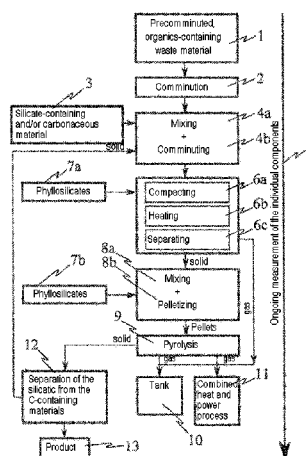 Precomminuted,
organics-containing
waste material
1
Comminution
2
3
Silicate-containing
and/or carbonaceous
material
solid
Mixing
+
Comminuting
4a
4b
7a
Phyllosilicates
Compacting
6a
Heating
6b
Separating
6c
solid
gas
7b
Phyllosilicates
8a
8b
Mixing
+
Pelletizing
Pellets
9
Pyrolysis
solid
gas
gas
12
Separation of the
silicatic from the
C-containing
materials
Tank
10
Combined
heat and
power
process
11
Product
13
Ongoing measurement of the individual components